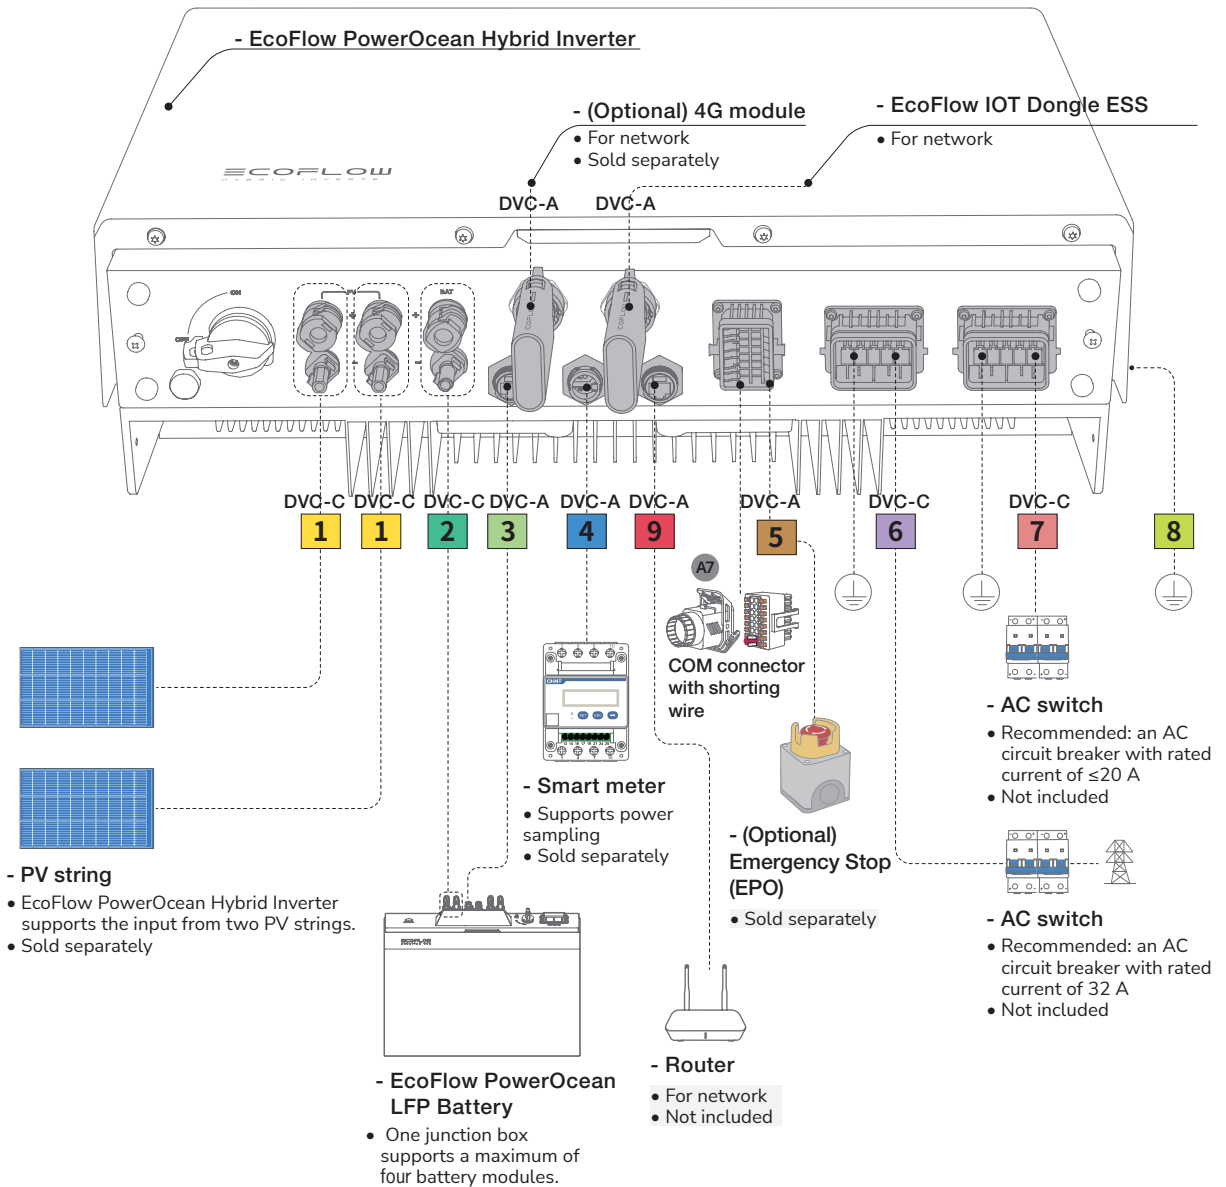 - EcoFlow PowerOcean Hybrid Inverter
- (Optional) 4G module
• For network
• Sold separately
- EcoFlow IOT Dongle ESS
• For network
ECOFLOW
HYBRID INVERTER
DVC-A
DVC-A
ON
OFF
PV
BAT
DVC-C
DVC-C
DVC-C
DVC-A
DVC-A
DVC-A
DVC-A
DVC-C
DVC-C
1
1
2
3
4
9
5
6
7
8
A7
COM connector
with shorting
wire
CHNT
- AC switch
• Recommended: an AC
circuit breaker with rated
current of ≤20 A
• Not included
- Smart meter
• Supports power
sampling
• Sold separately
- (Optional)
Emergency Stop
(EPO)
• Sold separately
- PV string
• EcoFlow PowerOcean Hybrid Inverter
supports the input from two PV strings.
• Sold separately
- AC switch
• Recommended: an AC
circuit breaker with rated
current of 32 A
• Not included
ECOFLOW
- Router
• For network
• Not included
- EcoFlow PowerOcean
LFP Battery
• One junction box
supports a maximum of
four battery modules.